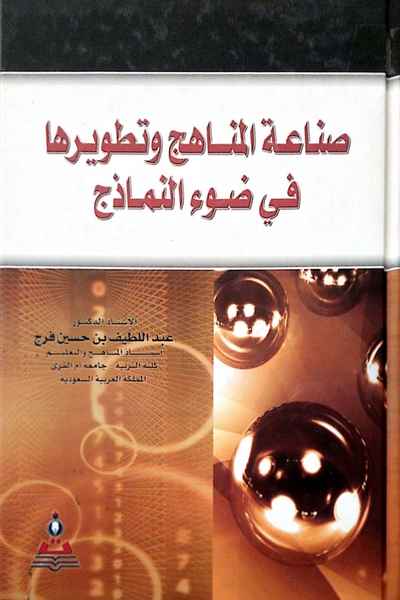 صناعة المناهج وتطويرها
في ضوء النماذج
الأستاذ الدكتور
عبد اللطيف بن حسين فرج
أستاذ المناهج والتعليم
كلية التربية - جامعة أم القرى
المملكة العربية السعودية